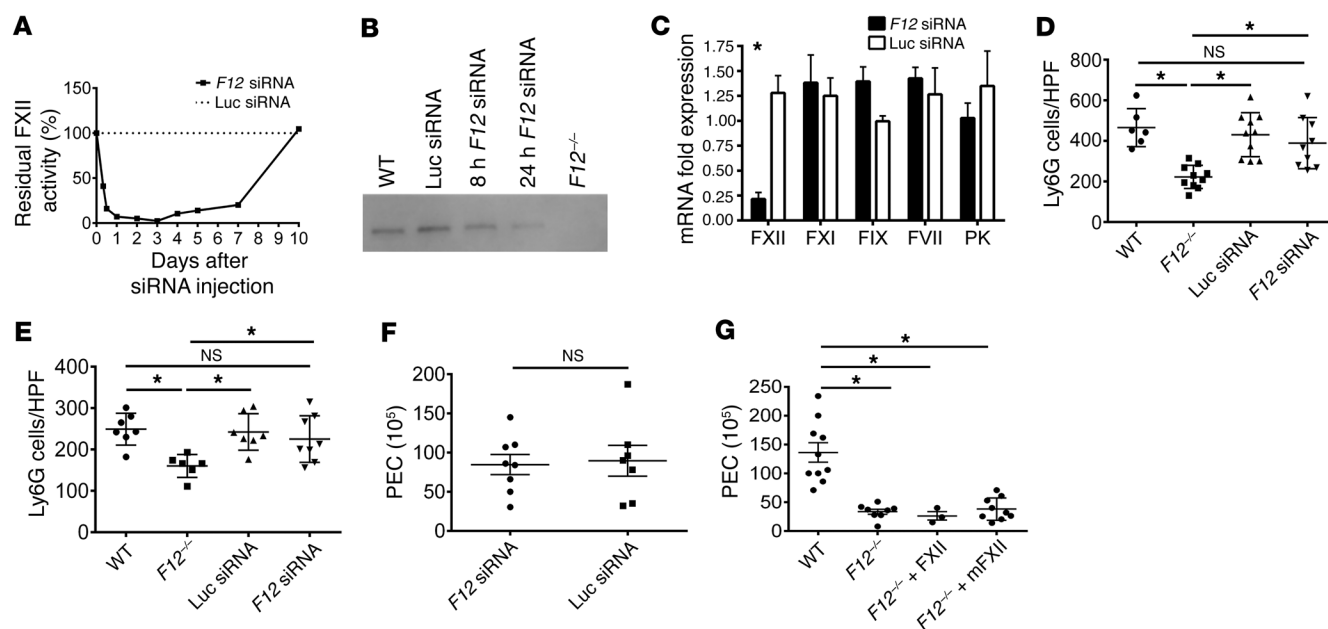 A
F12 siRNA
Luc siRNA
Residual FXII
activity (%)
150
100
50
0
0 1 2 3 4 5 6 7 8 9 10
Days after
siRNA injection
B
WT
Luc siRNA
8 h F12 siRNA
24 h F12 siRNA
F12–/–
C
F12 siRNA
Luc siRNA
mRNA fold expression
1.75
1.50
1.25
1.00
0.75
0.50
0.25
0.00
*
FXII FXI FIX FVII PK
D
*
NS
* *
Ly6G cells/HPF
800
600
400
200
0
WT
F12–/–
Luc siRNA
F12 siRNA
E
*
NS
* *
Ly6G cells/HPF
400
300
200
100
0
WT
F12–/–
Luc siRNA
F12 siRNA
F
NS
PEC (10⁵)
200
150
100
50
0
F12 siRNA
Luc siRNA
G
*
*
*
PEC (10⁵)
250
200
150
100
50
0
WT
F12–/–
F12–/– + FXII
F12–/– + mFXII